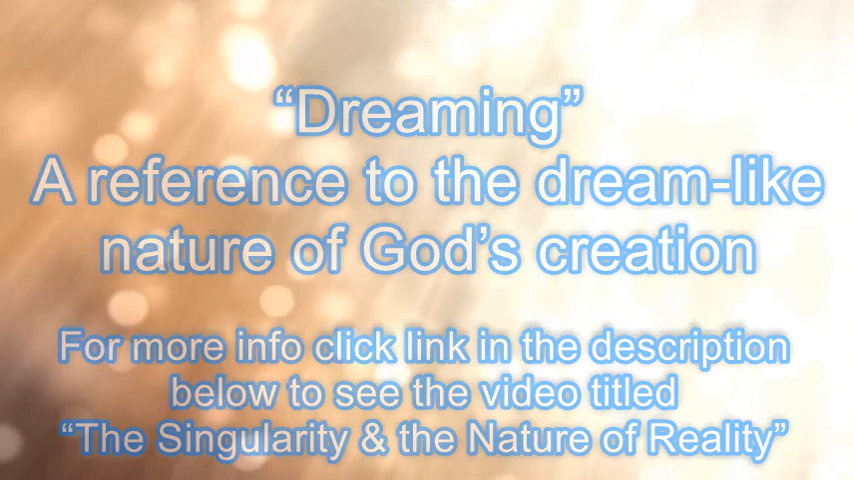 “Dreaming”
A reference to the dream-like
nature of God’s creation
For more info click link in the description
below to see the video titled
“The Singularity & the Nature of Reality”